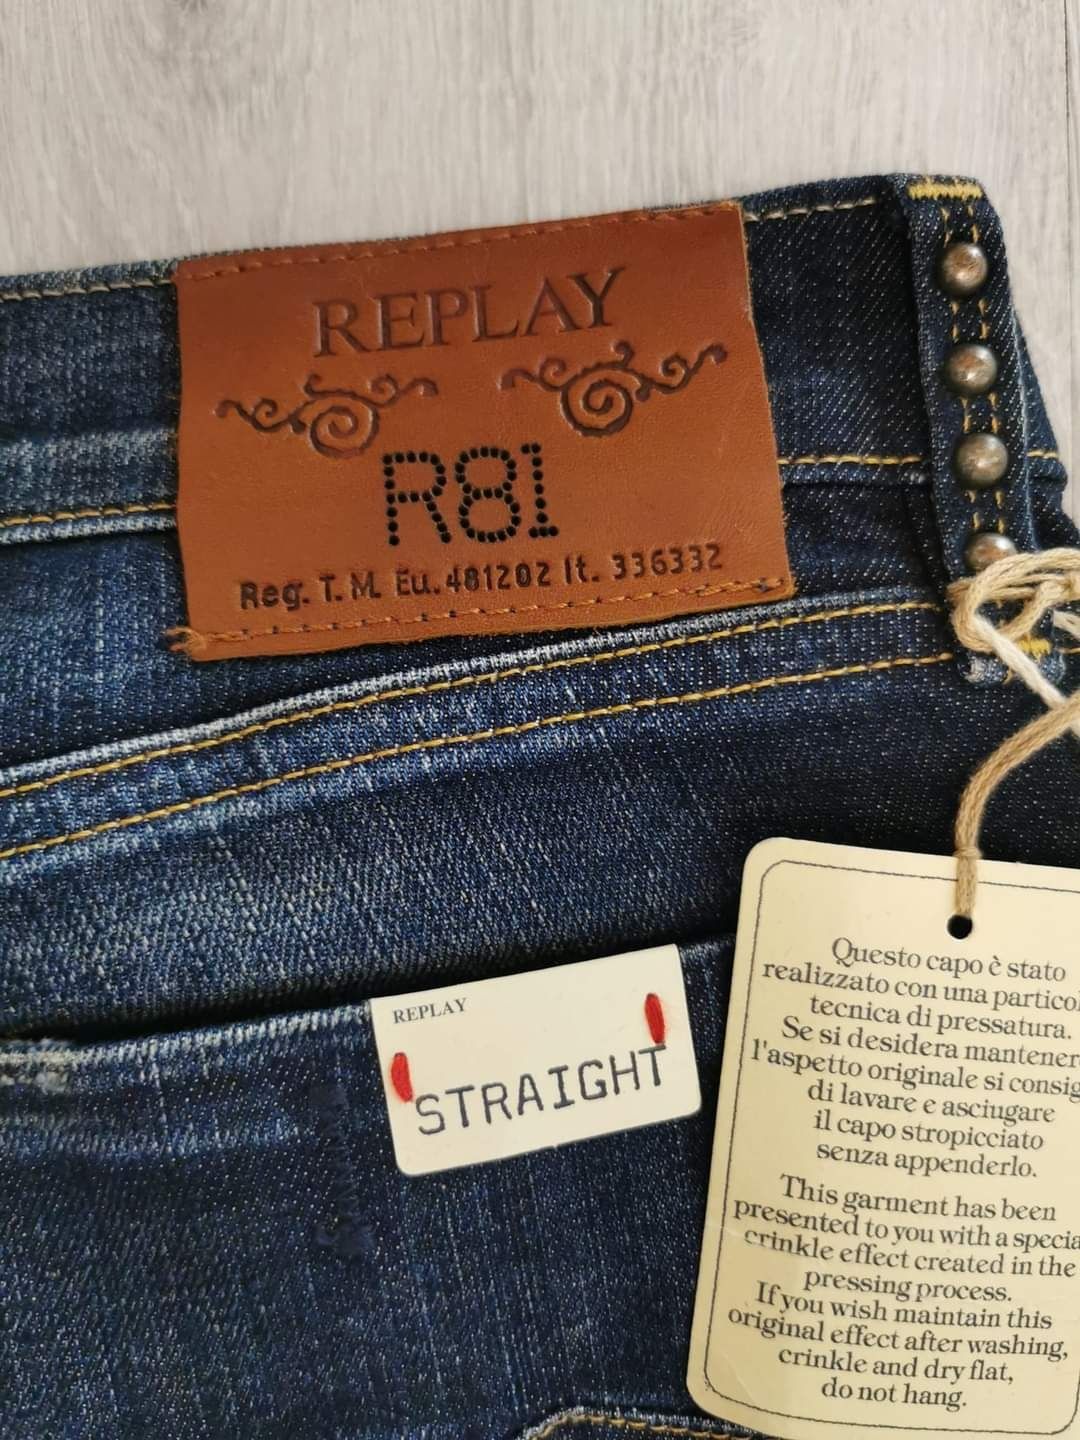 REPLAY
R81
Reg. T. M. Eu. 481202 It. 336332
REPLAY
STRAIGHT
Questo capo è stato
realizzato con una
tecnica di pressatura.
Se si desidera
l'aspetto originale si
di lavare e asciugare
il capo stropicciato
senza appenderlo.
This garment has been
presented to you with a
crinkle effect created in the
pressing process.
If you wish maintain this
original effect after washing,
crinkle and dry flat,
do not hang.